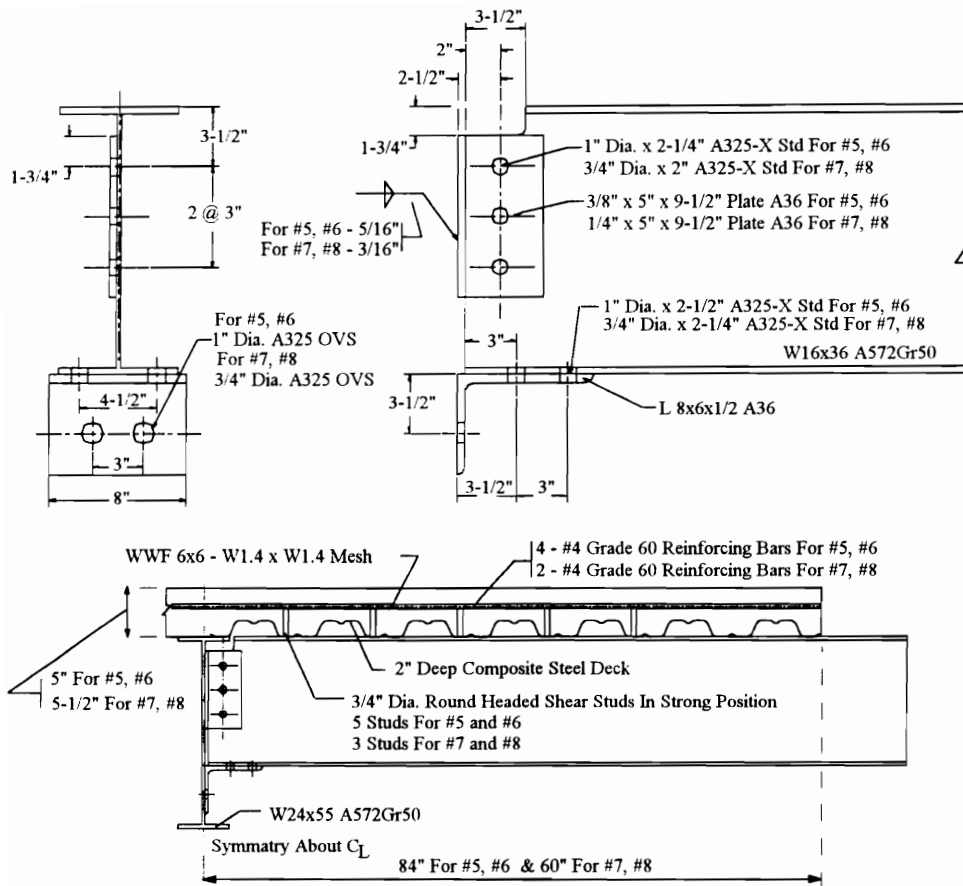 3-1/2"
2"
2-1/2"
3-1/2"
1-3/4"
2 @ 3"
1-3/4"
1" Dia. x 2-1/4" A325-X Std For #5, #6
3/4" Dia. x 2" A325-X Std For #7, #8
3/8" x 5" x 9-1/2" Plate A36 For #5, #6
1/4" x 5" x 9-1/2" Plate A36 For #7, #8
For #5, #6 - 5/16"
For #7, #8 - 3/16"
1" Dia. x 2-1/2" A325-X Std For #5, #6
3/4" Dia. x 2-1/4" A325-X Std For #7, #8
For #5, #6
1" Dia. A325 OVS
For #7, #8
3/4" Dia. A325 OVS
3"
W16x36 A572Gr50
4-1/2"
3-1/2"
L 8x6x1/2 A36
3"
8"
3-1/2"
3"
WWF 6x6 - W1.4 x W1.4 Mesh
4 - #4 Grade 60 Reinforcing Bars For #5, #6
2 - #4 Grade 60 Reinforcing Bars For #7, #8
5" For #5, #6
5-1/2" For #7, #8
2" Deep Composite Steel Deck
3/4" Dia. Round Headed Shear Studs In Strong Position
5 Studs For #5 and #6
3 Studs For #7 and #8
W24x55 A572Gr50
Symmatry About CL
84" For #5, #6 & 60" For #7, #8